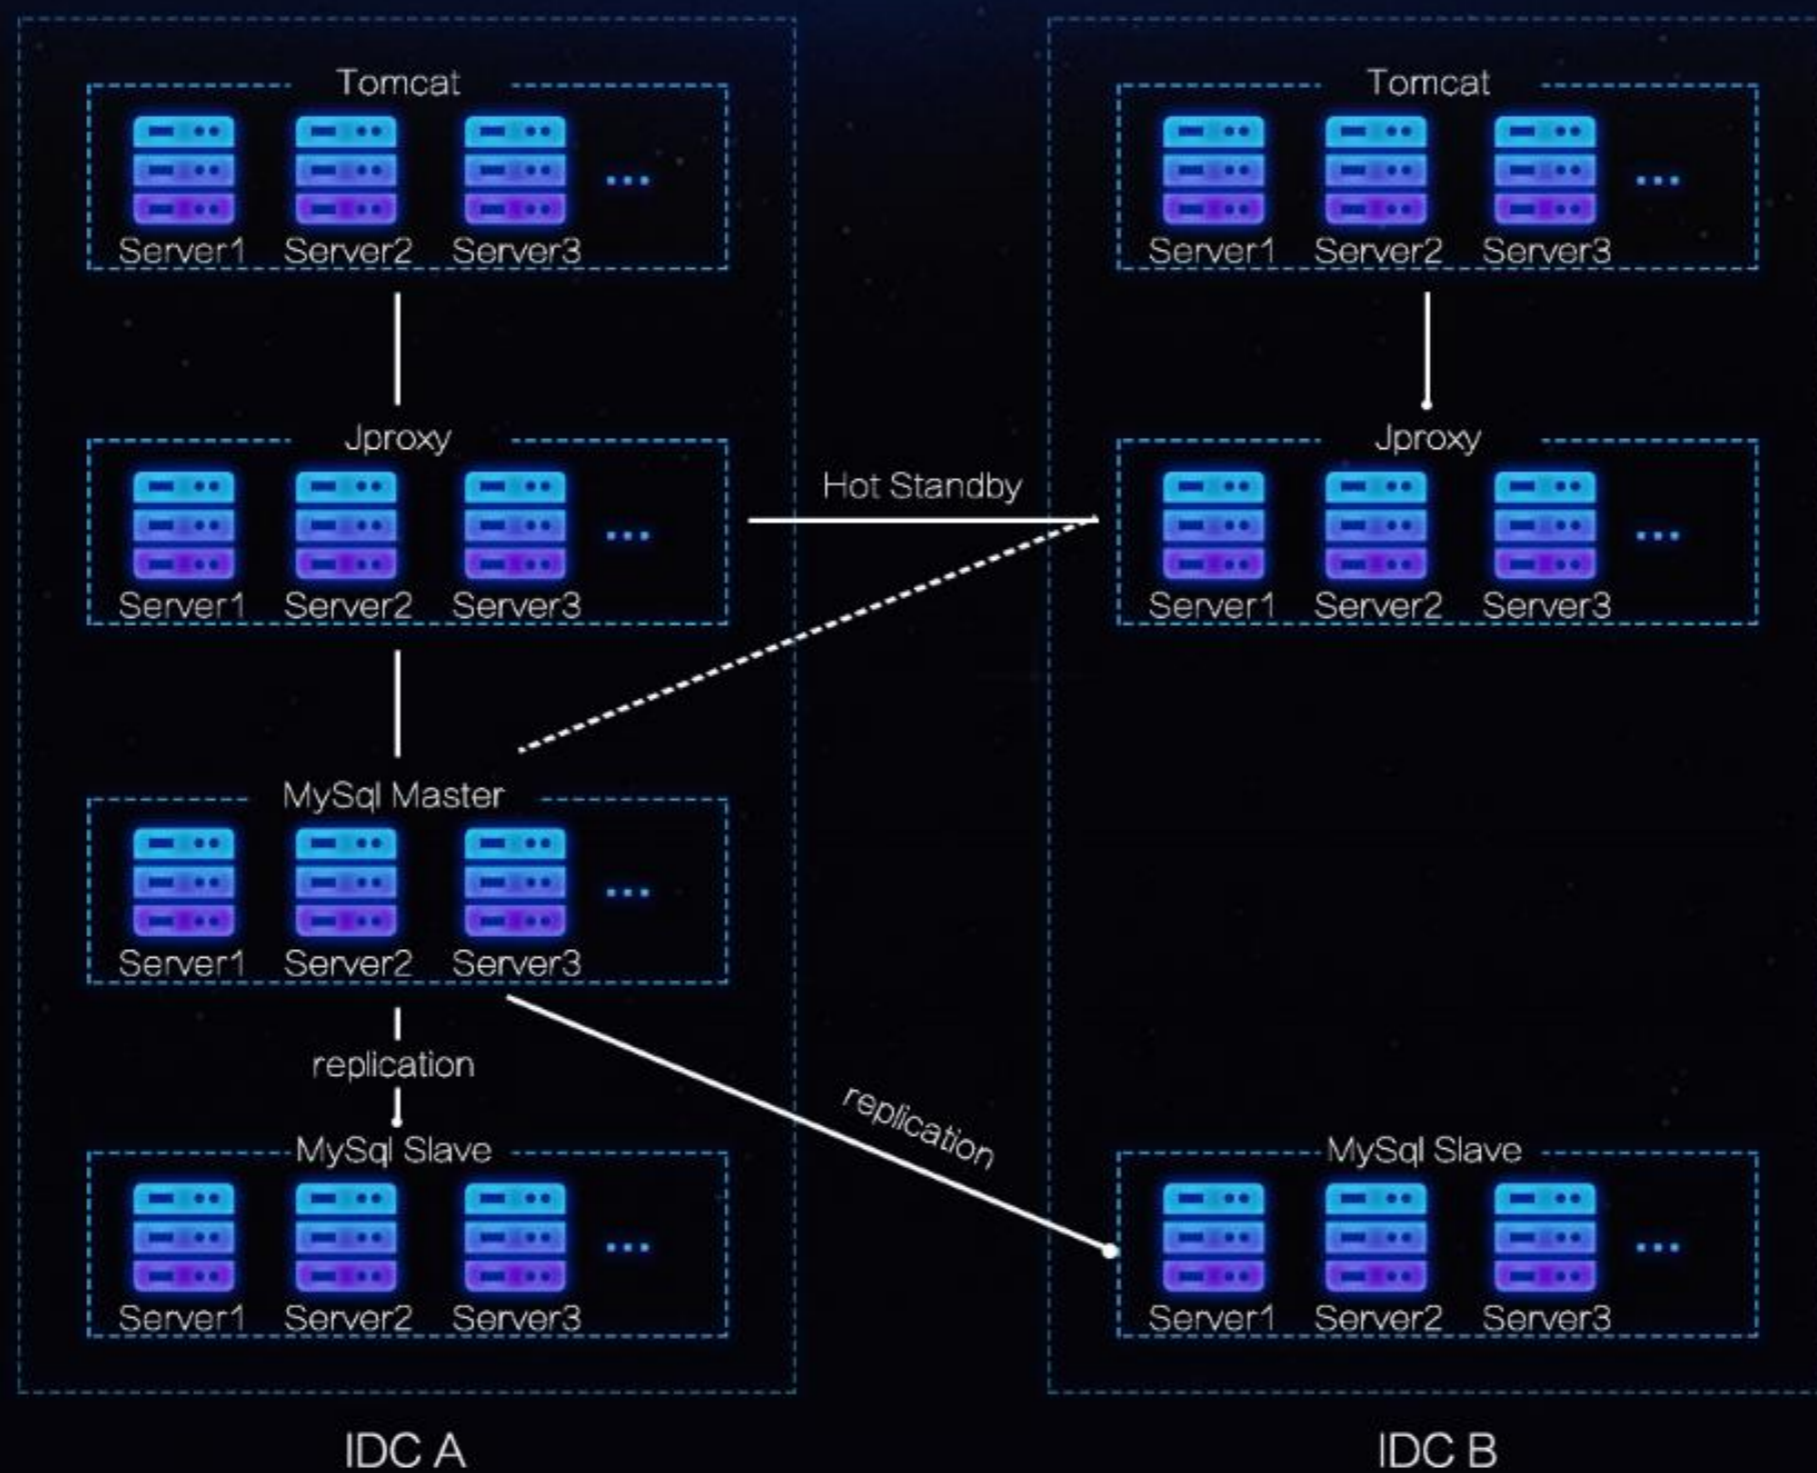 Tomcat
Server1 Server2 Server3 ...
Jproxy
Server1 Server2 Server3 ...
MySql Master
Server1 Server2 Server3 ...
replication
MySql Slave
Server1 Server2 Server3 ...
IDC A
Hot Standby
replication
Tomcat
Server1 Server2 Server3 ...
Jproxy
Server1 Server2 Server3 ...
MySql Slave
Server1 Server2 Server3 ...
IDC B